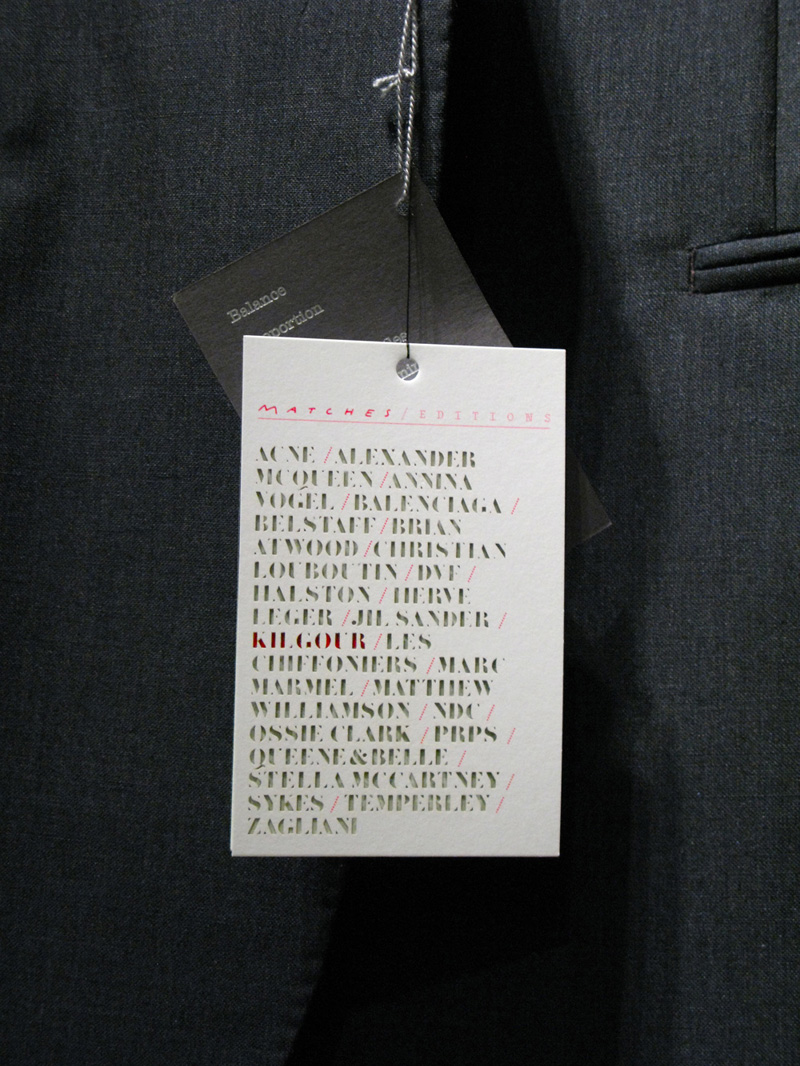 Balance
MATCHES/EDITIONS
ACNE / ALEXANDER
MCQUEEN / ANNINA
VOGEL / BALENCIAGA /
BELSTAFF / BRIAN
ATWOOD / CHRISTIAN
LOUBOUTIN / DVF /
HALSTON / HERVE
LEGER / JIL SANDER /
KILGOUR / LES
CHIFFONIERS / MARC
MARMEL / MATTHEW
WILLIAMSON / NDC /
OSSIE CLARK / PRPS /
QUEENE&BELLE /
STELLA MCCARTNEY /
SYKES / TEMPERLEY /
ZAGLIANI